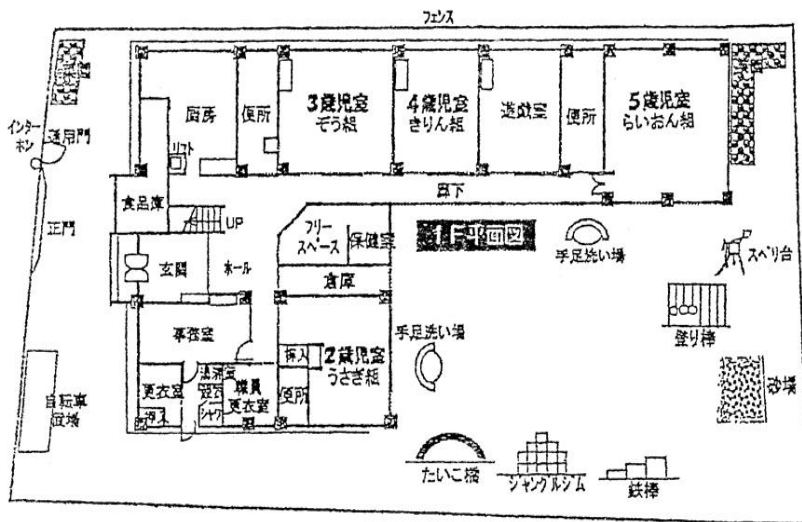 フェンス
インター
ホン
通用門
正門
厨房
リフト
便所
3歳児室
ぞう組
4歳児室
きりん組
遊戯室
便所
5歳児室
らいおん組
廊下
食品庫
UP
フリー
スペース
保健室
1F平面図
手足洗い場
スベリ台
玄関
ホール
倉庫
登り棒
事務室
押入
2歳児室
うさぎ組
便所
手足洗い場
砂場
更衣室
押入
職員
更衣室
自転車
置場
たいこ橋
ジャングルジム
鉄棒